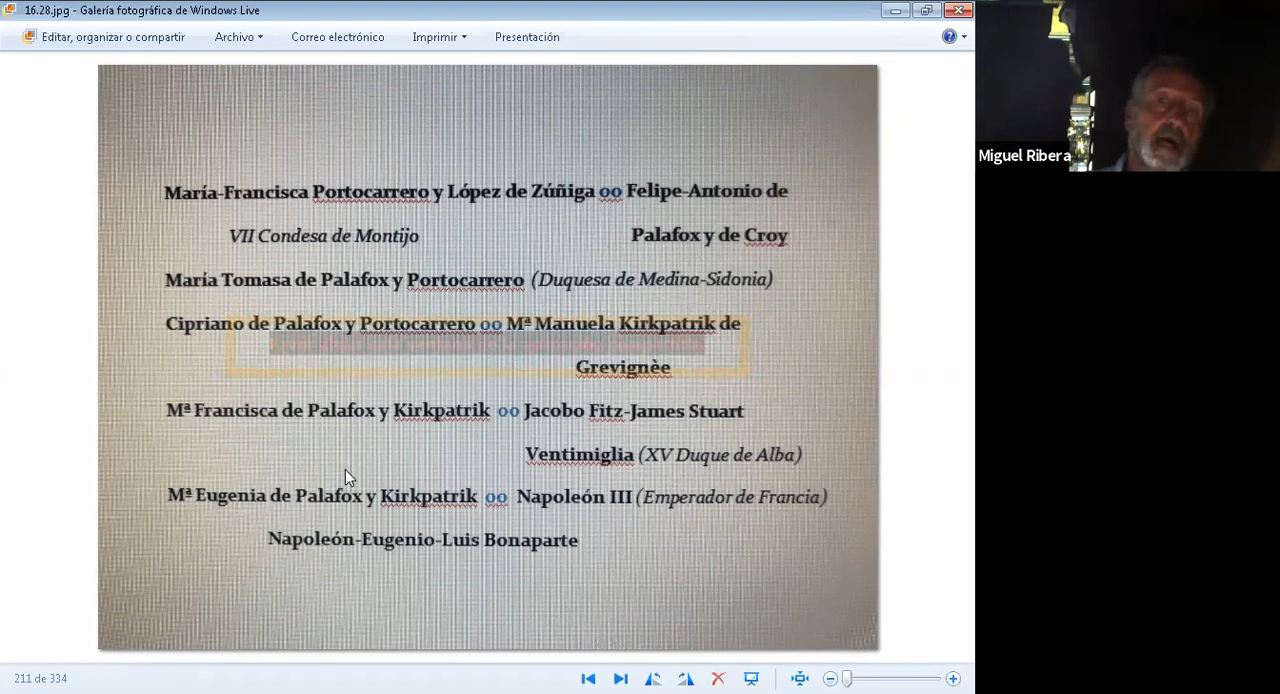 16.28.jpg - Galería fotográfica de Windows Live
Editar, organizar o compartir Archivo Correo electrónico Imprimir Presentación
María-Francisca Portocarrero y López de Zúñiga oo Felipe-Antonio de
VII Condesa de Montijo Palafox y de Croy
María Tomasa de Palafox y Portocarrero (Duquesa de Medina-Sidonia)
Cipriano de Palafox y Portocarrero oo Mª Manuela Kirkpatrik de
Grevignèe
Mª Francisca de Palafox y Kirkpatrik oo Jacobo Fitz-James Stuart
Ventimiglia (XV Duque de Alba)
Mª Eugenia de Palafox y Kirkpatrik oo Napoleón III (Emperador de Francia)
Napoleón-Eugenio-Luis Bonaparte
211 de 334
Miguel Ribera